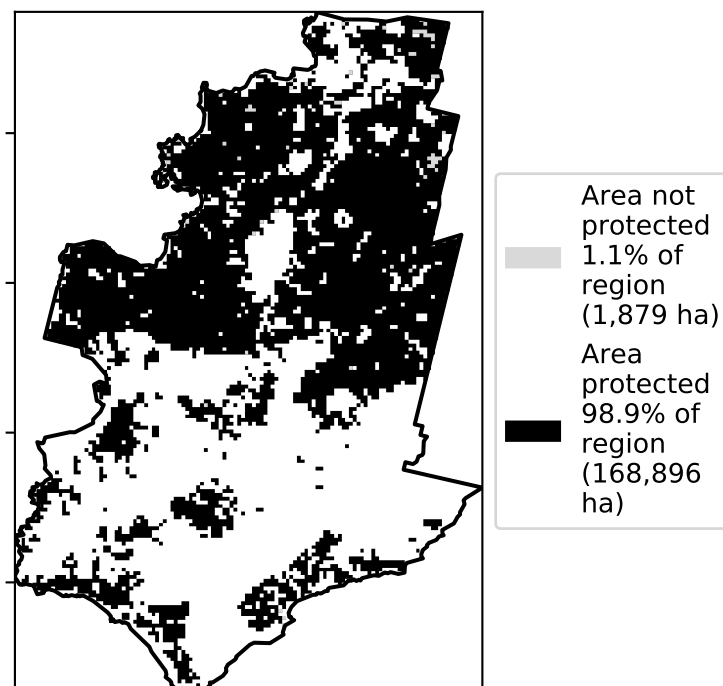 Area not
protected
1.1% of
region
(1,879 ha)
Area
protected
98.9% of
region
(168,896
ha)